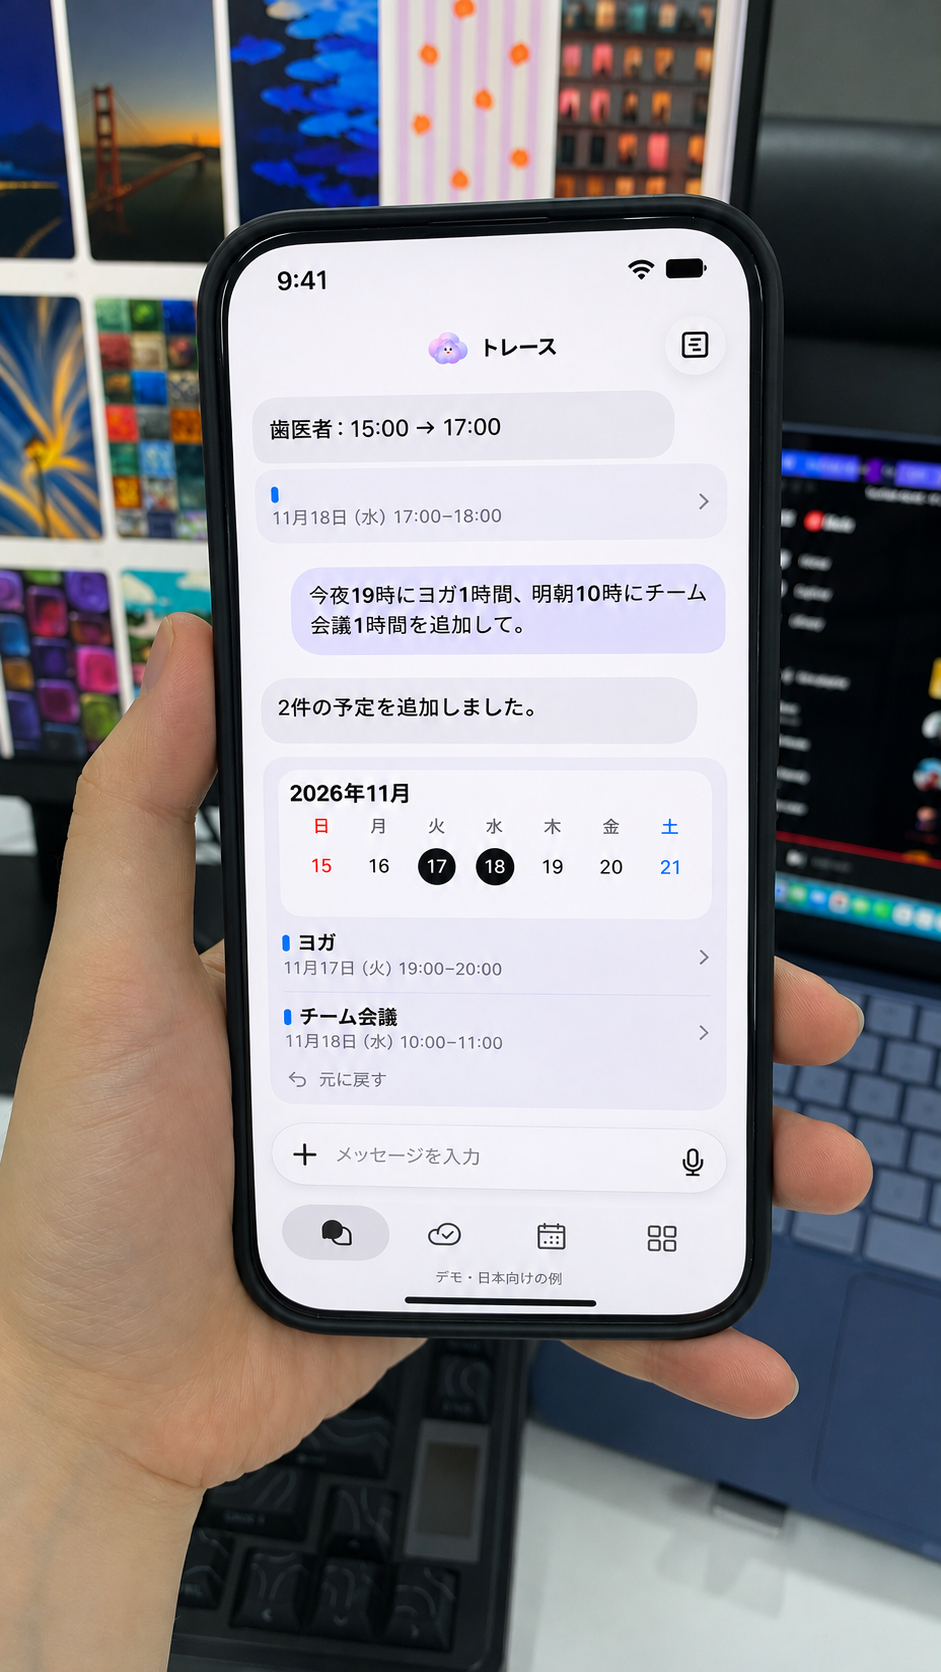 9:41
トレース
歯医者：15:00 → 17:00
11月18日（水）17:00–18:00
今夜19時にヨガ1時間、明朝10時にチーム
会議1時間を追加して。
2件の予定を追加しました。
2026年11月
日 月 火 水 木 金 土
15 16 17 18 19 20 21
ヨガ
11月17日（火）19:00–20:00
チーム会議
11月18日（水）10:00–11:00
元に戻す
メッセージを入力
デモ・日本向けの例